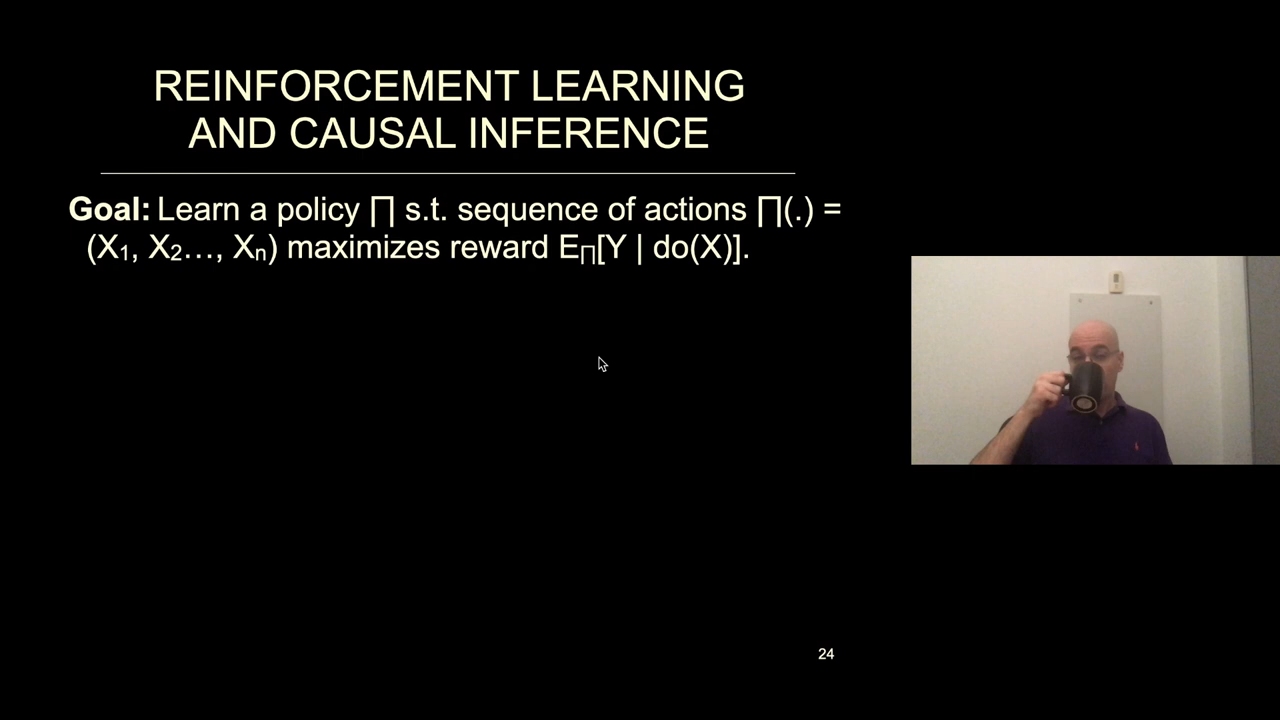 REINFORCEMENT LEARNING
AND CAUSAL INFERENCE
Goal: Learn a policy ∏ s.t. sequence of actions ∏(.) =
(X₁, X₂…, Xₙ) maximizes reward E∏[Y | do(X)].
24